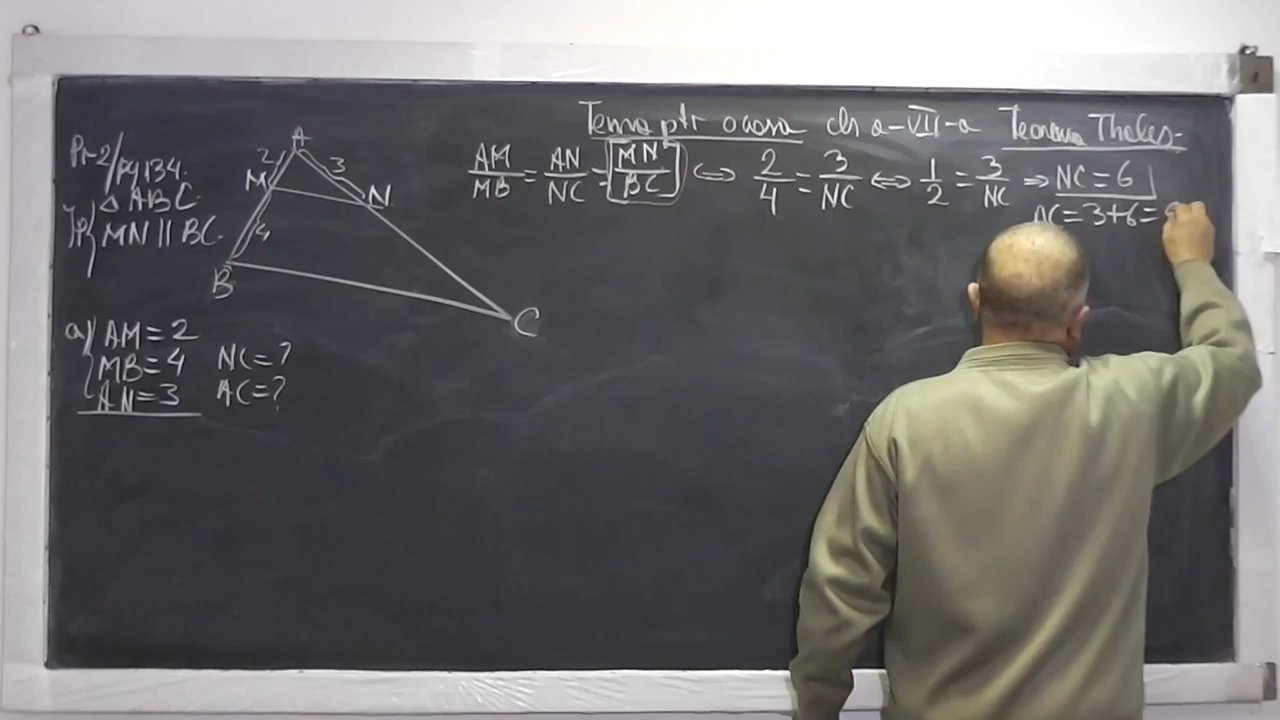 Tema ptr acasa cls a-VII-a Teorema Thales
Pr 2/pg 134.
△ABC
Ip { MN || BC.
A
2 3
M N
4
B
C
AM/MB = AN/NC = MN/BC ⇔ 2/4 = 3/NC ⇔ 1/2 = 3/NC ⇒ NC = 6
AC = 3+6 =
a) AM = 2
MB = 4 NC = ?
AN = 3 AC = ?